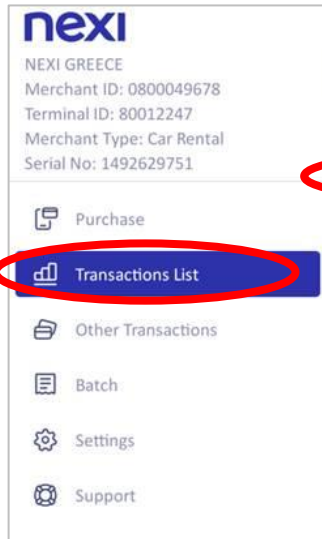 nexi
NEXI GREECE
Merchant ID: 0800049678
Terminal ID: 80012247
Merchant Type: Car Rental
Serial No: 1492629751
Purchase
Transactions List
Other Transactions
Batch
Settings
Support